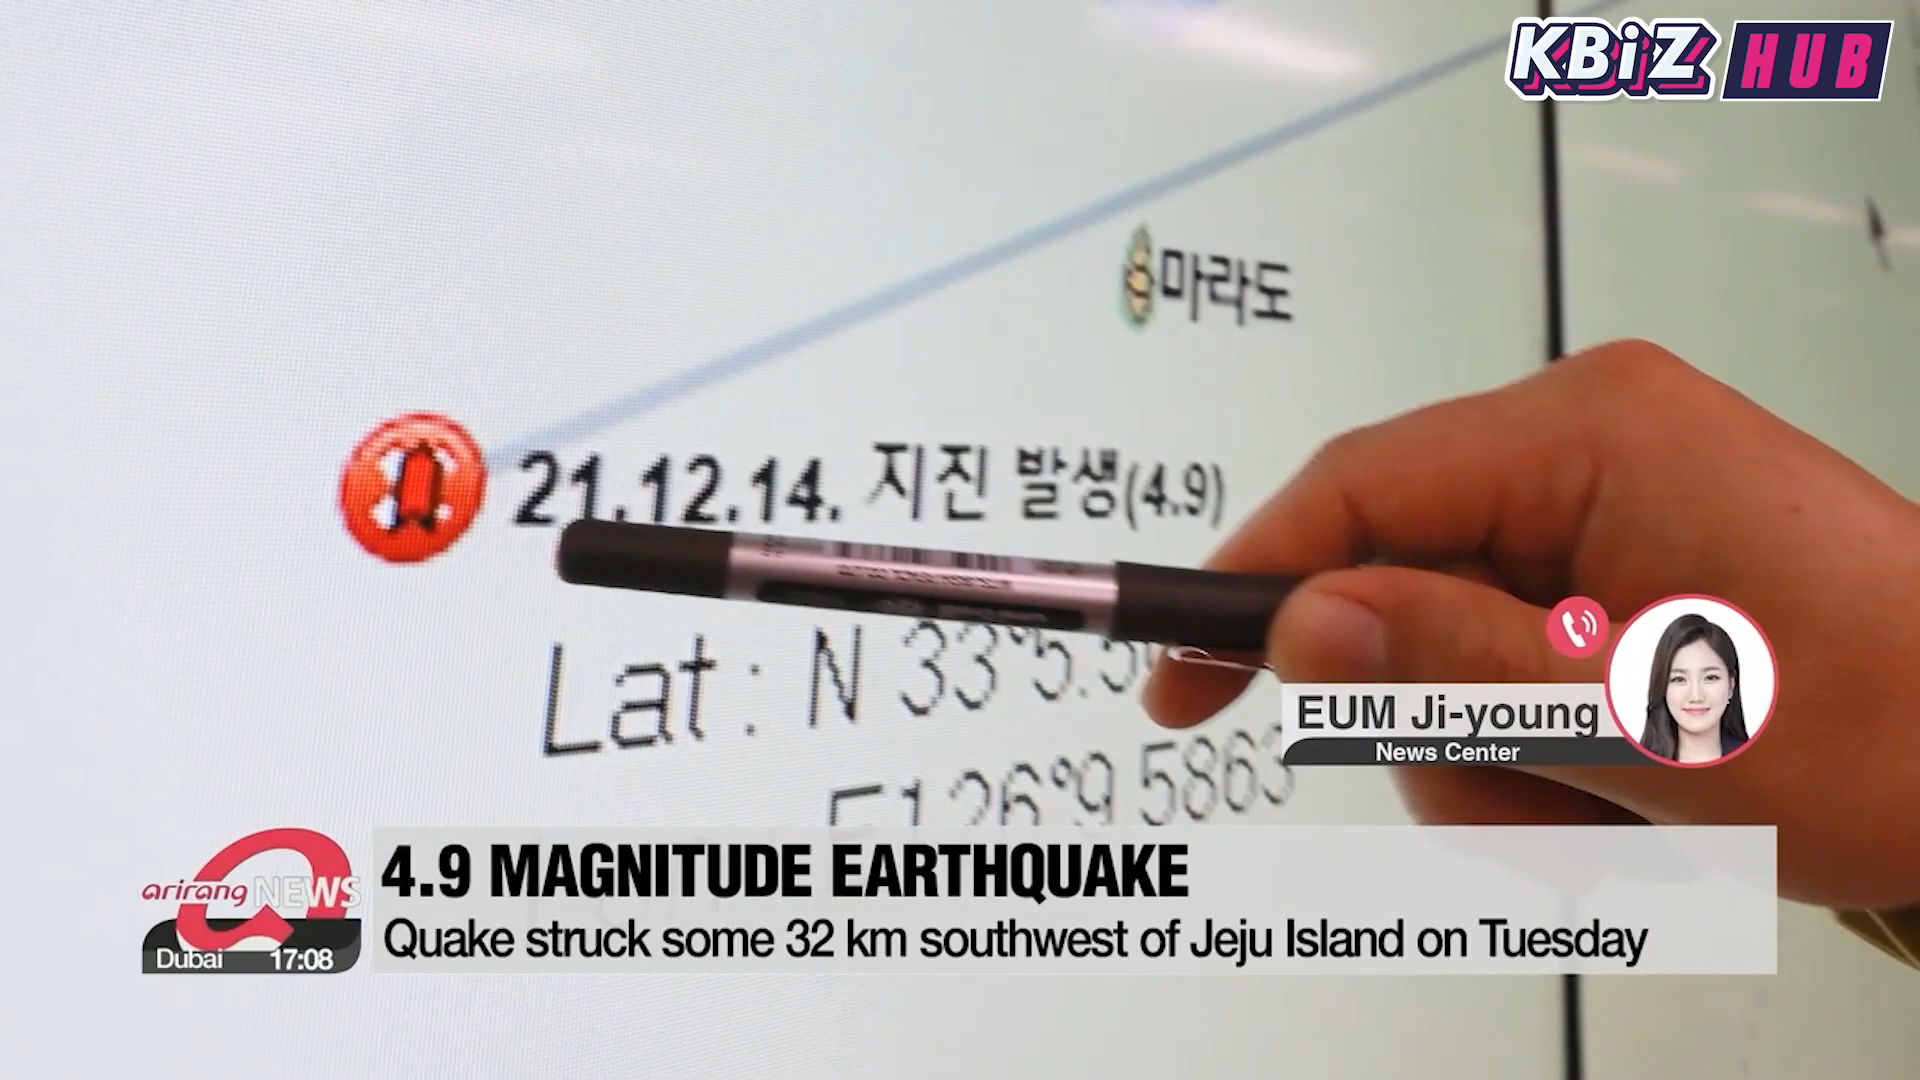 KBiZ HUB
마라도
21.12.14. 지진 발생(4.9)
Lat : N 33°5.5
E126°9.5863
EUM Ji-young
News Center
arirang NEWS
4.9 MAGNITUDE EARTHQUAKE
Quake struck some 32 km southwest of Jeju Island on Tuesday
Dubai 17:08